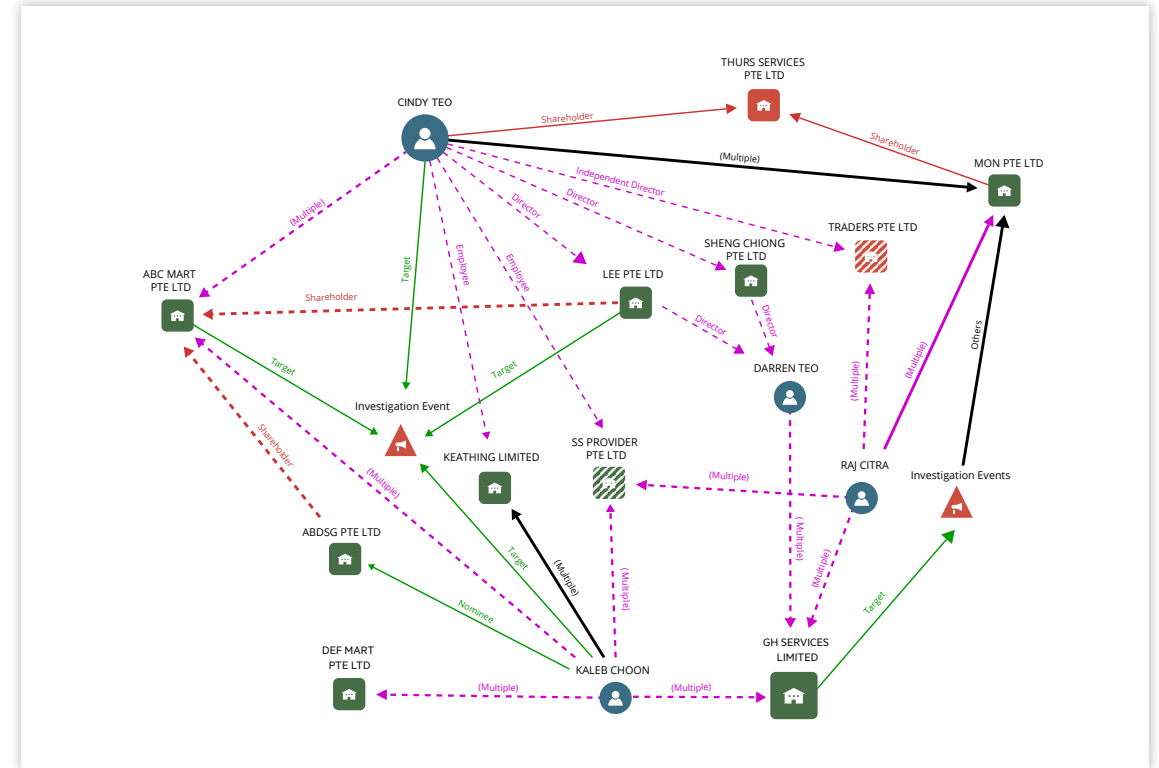 THURS SERVICES
PTE LTD
CINDY TEO
Shareholder
Shareholder
(Multiple)
MON PTE LTD
Independent Director
Director
Director
(Multiple)
TRADERS PTE LTD
SHENG CHIONG
PTE LTD
Target
Employee
Employee
LEE PTE LTD
ABC MART
PTE LTD
Shareholder
Director
Director
Others
(Multiple)
(Multiple)
Target
Target
DARREN TEO
Investigation Event
Shareholder
KEATHING LIMITED
SS PROVIDER
PTE LTD
(Multiple)
(Multiple)
RAJ CITRA
Investigation Events
ABDSG PTE LTD
Target
(Multiple)
(Multiple)
(Multiple)
(Multiple)
Nominee
Target
DEF MART
PTE LTD
KALEB CHOON
GH SERVICES
LIMITED
(Multiple)
(Multiple)